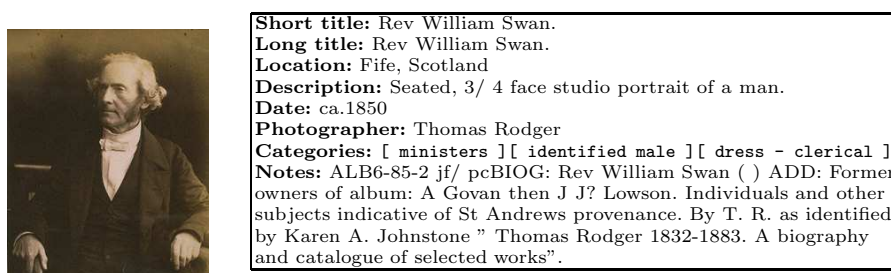 Short title: Rev William Swan.
Long title: Rev William Swan.
Location: Fife, Scotland
Description: Seated, 3/ 4 face studio portrait of a man.
Date: ca.1850
Photographer: Thomas Rodger
Categories: [ ministers ][ identified male ][ dress - clerical ]
Notes: ALB6-85-2 jf/ pcBIOG: Rev William Swan ( ) ADD: Former
owners of album: A Govan then J J? Lowson. Individuals and other
subjects indicative of St Andrews provenance. By T. R. as identified
by Karen A. Johnstone ” Thomas Rodger 1832-1883. A biography
and catalogue of selected works”.